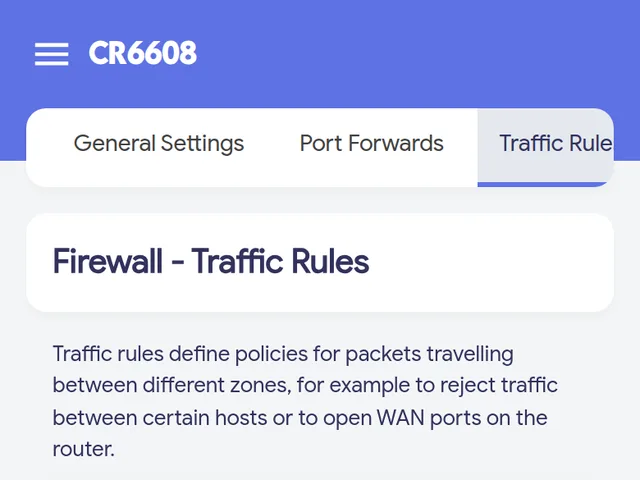 CR6608
General Settings Port Forwards Traffic Rule
Firewall - Traffic Rules
Traffic rules define policies for packets travelling
between different zones, for example to reject traffic
between certain hosts or to open WAN ports on the
router.